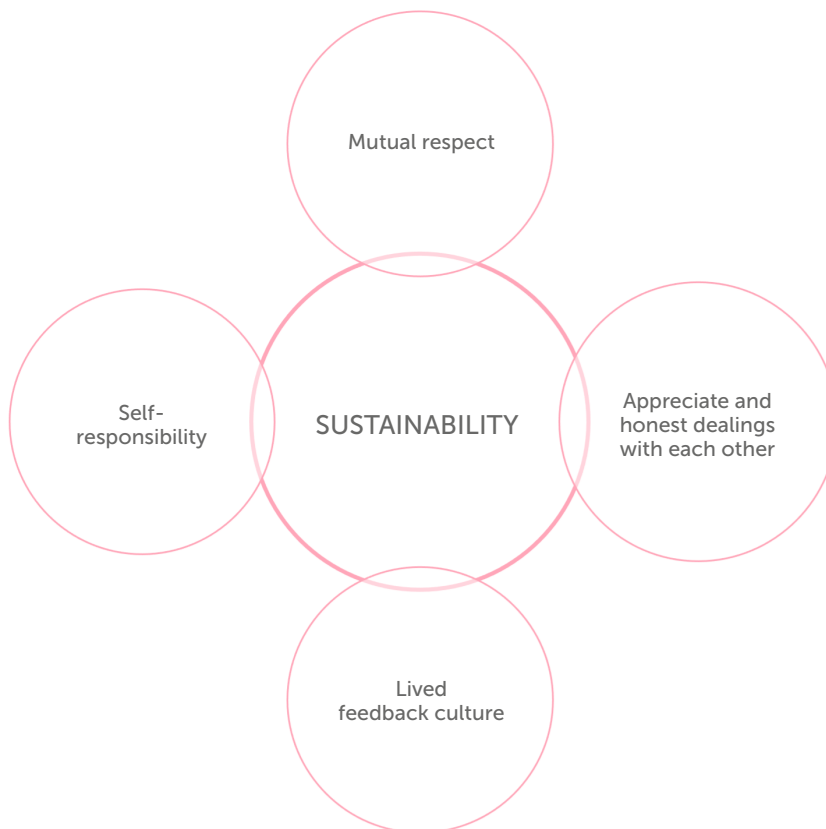 Mutual respect
Self-
responsibility
SUSTAINABILITY
Appreciate and
honest dealings
with each other
Lived
feedback culture